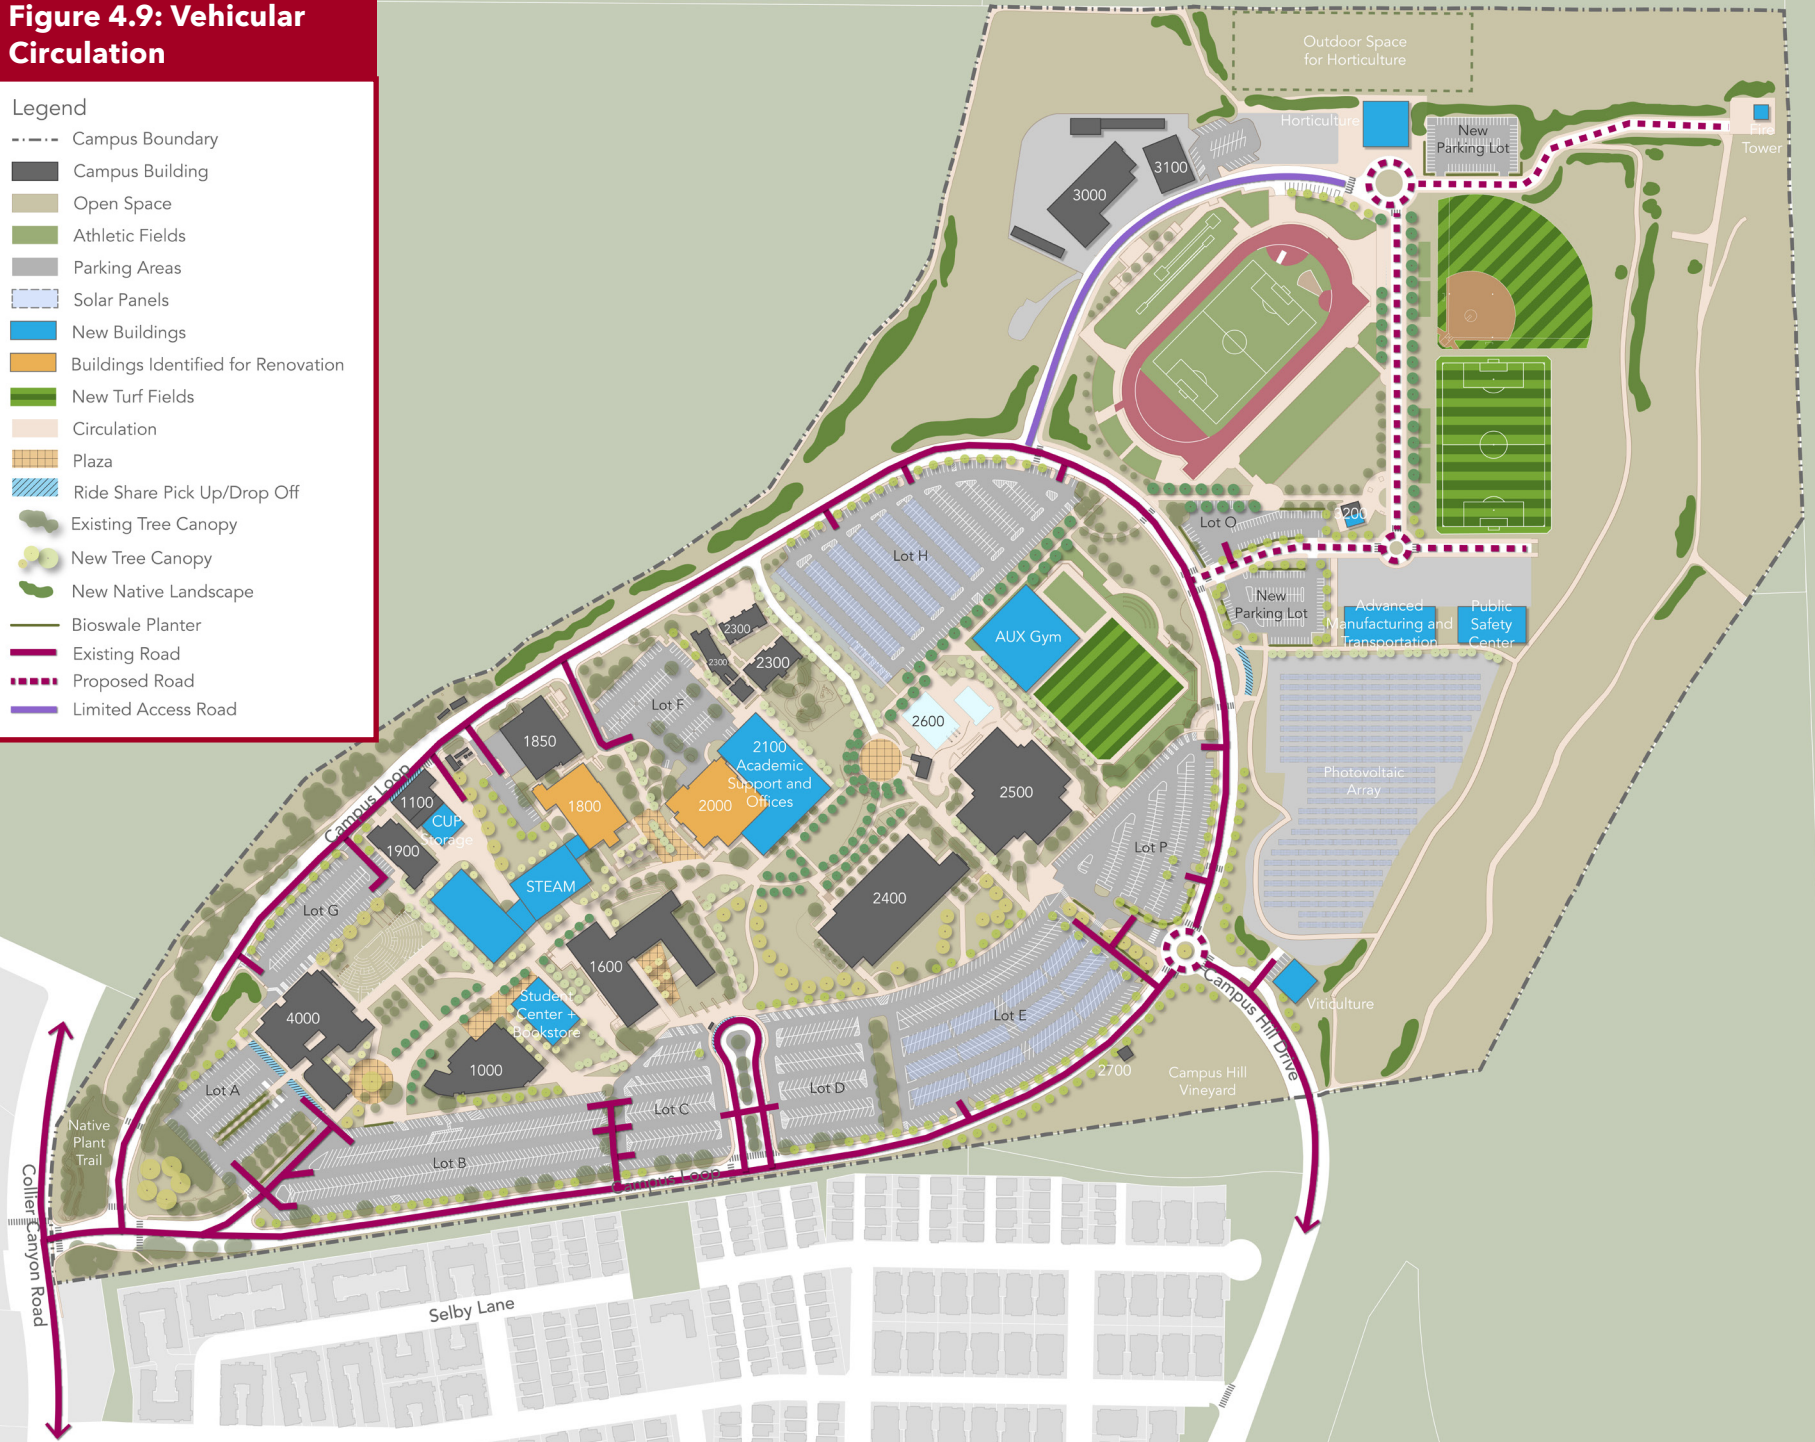 Figure 4.9: Vehicular
Circulation
Legend
Campus Boundary
Campus Building
Open Space
Athletic Fields
Parking Areas
Solar Panels
New Buildings
Buildings Identified for Renovation
New Turf Fields
Circulation
Plaza
Ride Share Pick Up/Drop Off
Existing Tree Canopy
New Tree Canopy
New Native Landscape
Bioswale Planter
Existing Road
Proposed Road
Limited Access Road
Outdoor Space
for Horticulture
Horticulture
New
Parking Lot
Fire
Tower
3100
3000
Lot O
3200
Lot H
New
Parking Lot
Advanced
Manufacturing and
Transportation
Public
Safety
Center
AUX Gym
2300
2300
2300
Lot F
2600
1850
2100
Academic
Support and
Offices
Photovoltaic
Array
2500
1800
2000
Campus Loop
1100
CUP
Storage
1900
Lot P
STEAM
2400
Lot G
1600
Student
Center +
Bookstore
4000
Lot E
Campus Hill Drive
Viticulture
1000
2700
Campus Hill
Vineyard
Lot A
Lot D
Lot C
Native
Plant
Trail
Lot B
Campus Loop
Collier Canyon Road
Selby Lane